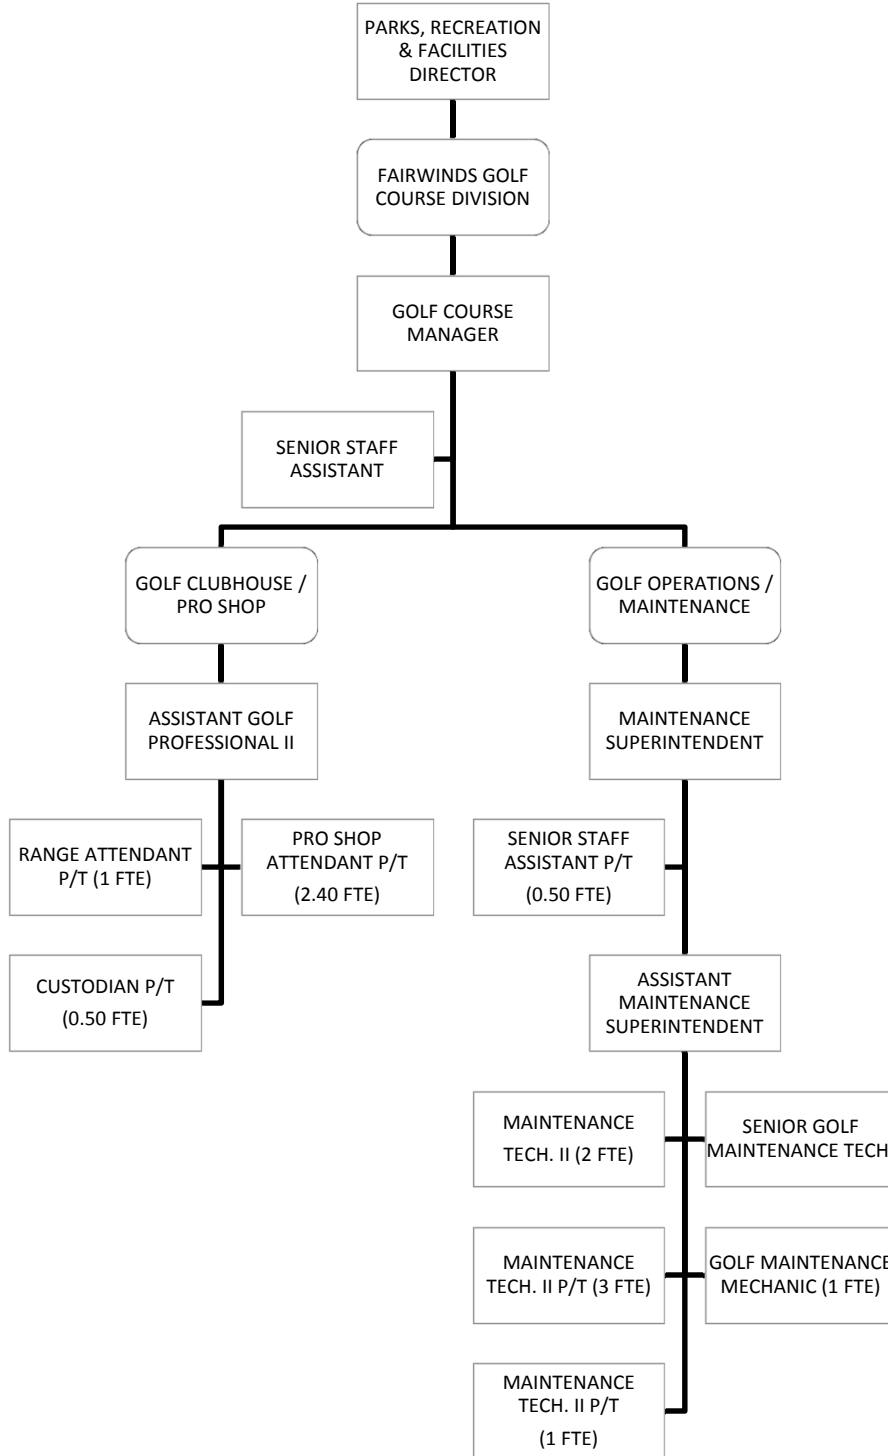 PARKS, RECREATION
& FACILITIES
DIRECTOR
FAIRWINDS GOLF
COURSE DIVISION
GOLF COURSE
MANAGER
SENIOR STAFF
ASSISTANT
GOLF CLUBHOUSE /
PRO SHOP
GOLF OPERATIONS /
MAINTENANCE
ASSISTANT GOLF
PROFESSIONAL II
MAINTENANCE
SUPERINTENDENT
RANGE ATTENDANT
P/T (1 FTE)
PRO SHOP
ATTENDANT P/T
(2.40 FTE)
SENIOR STAFF
ASSISTANT P/T
(0.50 FTE)
CUSTODIAN P/T
(0.50 FTE)
ASSISTANT
MAINTENANCE
SUPERINTENDENT
MAINTENANCE
TECH. II (2 FTE)
SENIOR GOLF
MAINTENANCE TECH
MAINTENANCE
TECH. II P/T (3 FTE)
GOLF MAINTENANCE
MECHANIC (1 FTE)
MAINTENANCE
TECH. II P/T
(1 FTE)